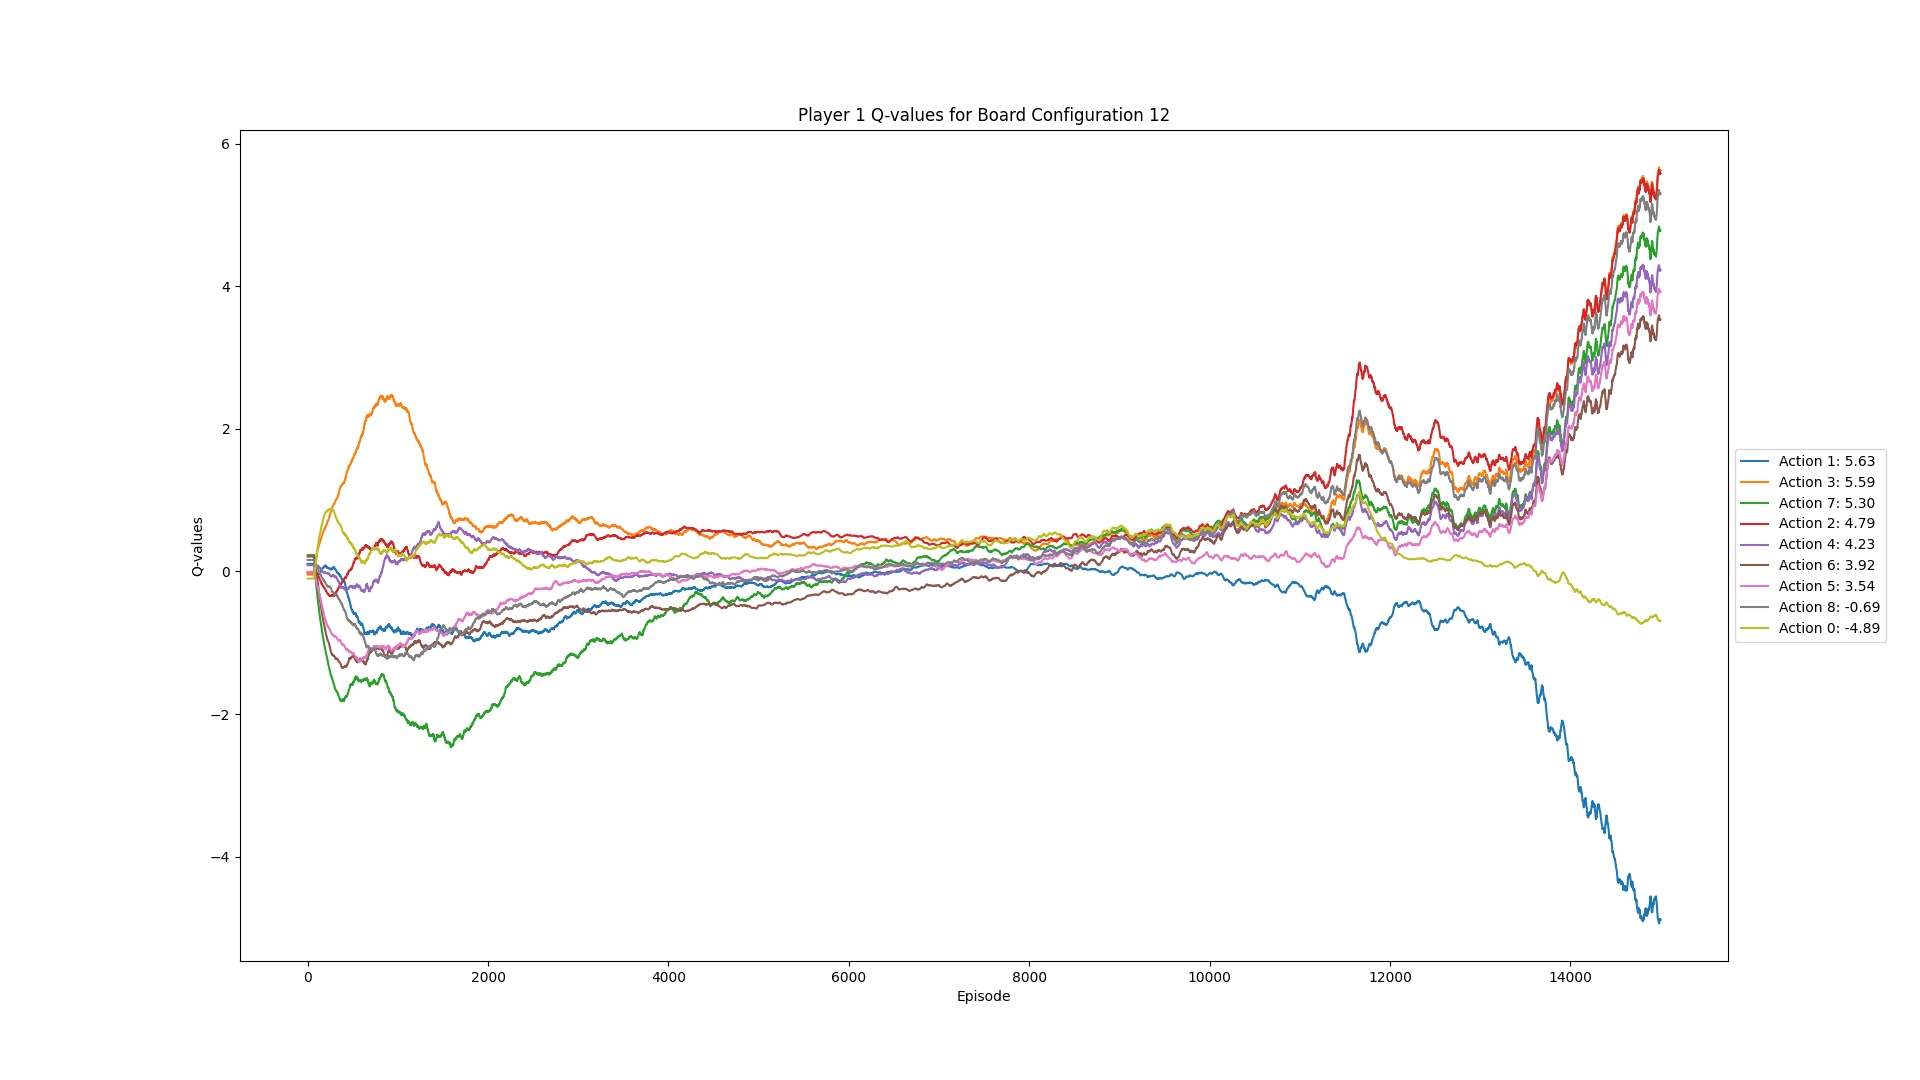 Player 1 Q-values for Board Configuration 12
6
4
2
0
−2
−4
Q-values
0
2000
4000
6000
8000
10000
12000
14000
Episode
Action 1: 5.63
Action 3: 5.59
Action 7: 5.30
Action 2: 4.79
Action 4: 4.23
Action 6: 3.92
Action 5: 3.54
Action 8: -0.69
Action 0: -4.89